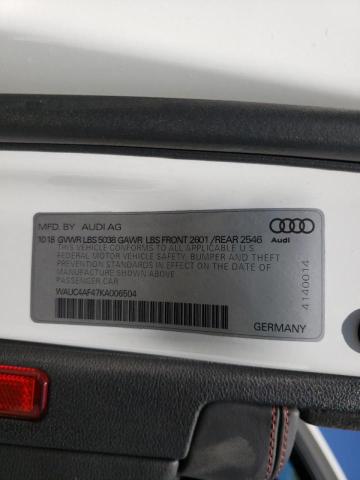 MFD. BY AUDI AG
10.18 GVWR LBS 5038 GAWR LBS FRONT 2601 /REAR 2546
THIS VEHICLE CONFORMS TO ALL APPLICABLE U.S.
FEDERAL MOTOR VEHICLE SAFETY, BUMPER AND THEFT
PREVENTION STANDARDS IN EFFECT ON THE DATE OF
MANUFACTURE SHOWN ABOVE.
PASSENGER CAR
WAUC4AF47KA006504
Audi
4140014
GERMANY